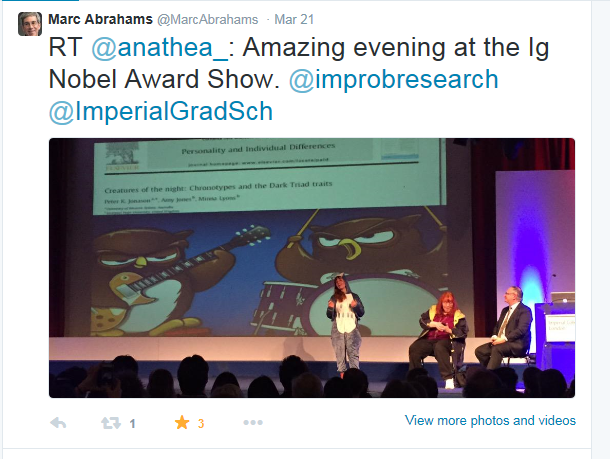 Marc Abrahams @MarcAbrahams · Mar 21
RT @anathea_: Amazing evening at the Ig
Nobel Award Show. @improbresearch
@ImperialGradSch
Personality and Individual Differences
journal homepage: www.elsevier.com/locate/paid
ELSEVIER
Creatures of the night: Chronotypes and the Dark Triad traits
Peter K. Jonason, Amy Jones, Minna Lyons
1
3
View more photos and videos